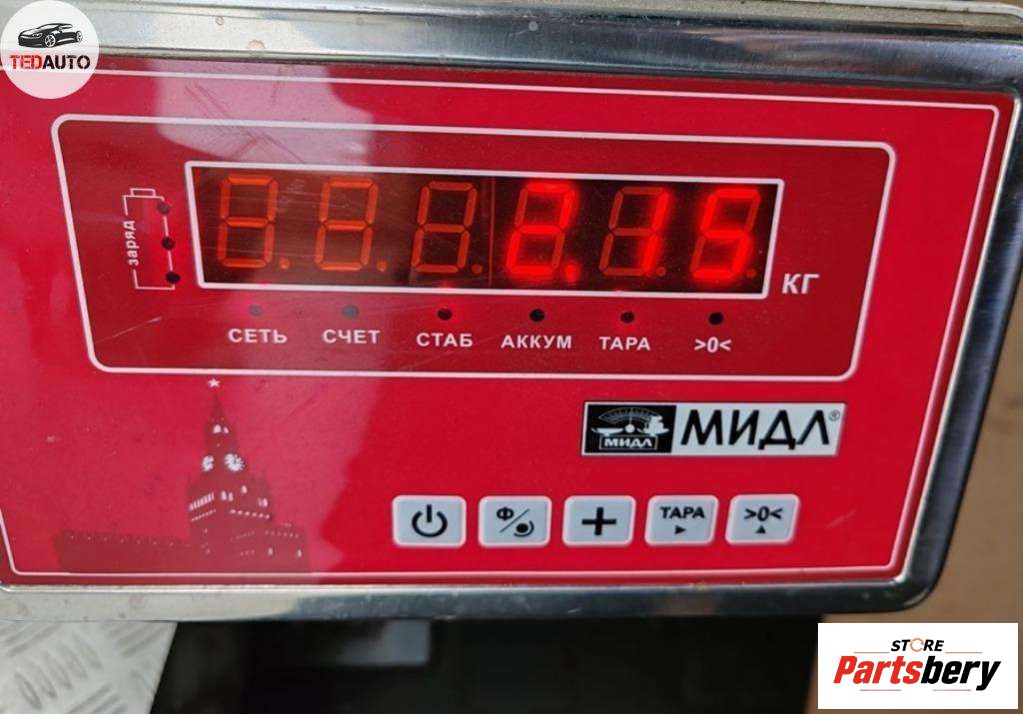 TEDAUTO
заряд
2.15
КГ
СЕТЬ СЧЕТ СТАБ АККУМ ТАРА >0<
МИДЛ МИДЛ®
Ф ТАРА >0<
STORE
Partsbery